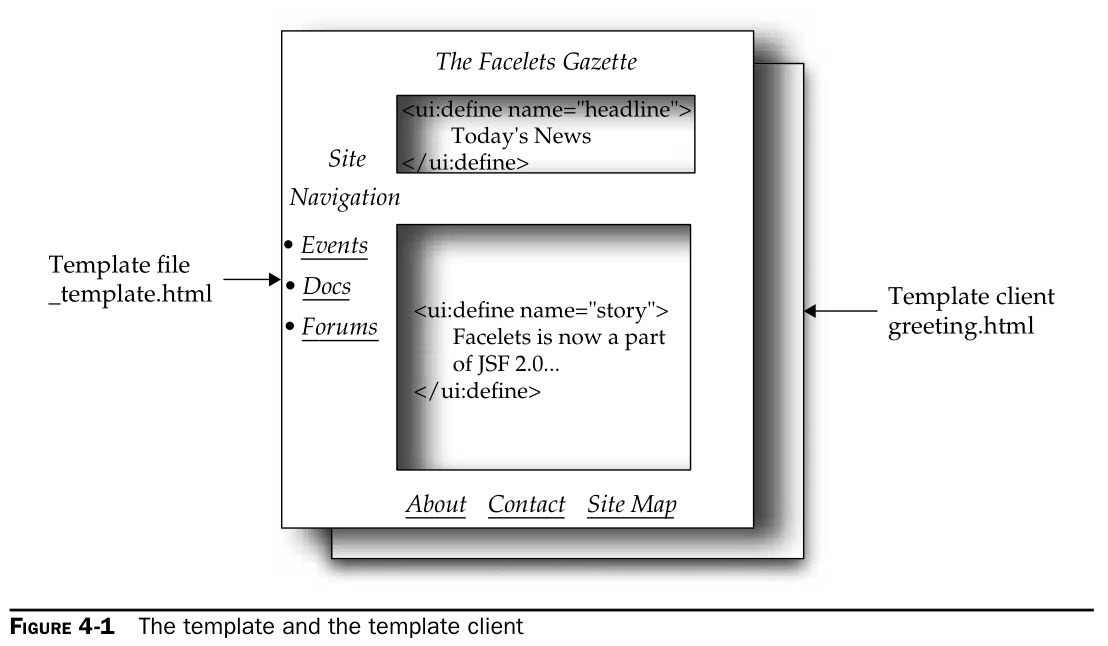 The Facelets Gazette
<ui:define name="headline">
Today's News
</ui:define>
Site
Navigation
• Events
• Docs
• Forums
Template file
_template.html
<ui:define name="story">
Facelets is now a part
of JSF 2.0...
</ui:define>
Template client
greeting.html
About Contact Site Map
FIGURE 4-1 The template and the template client